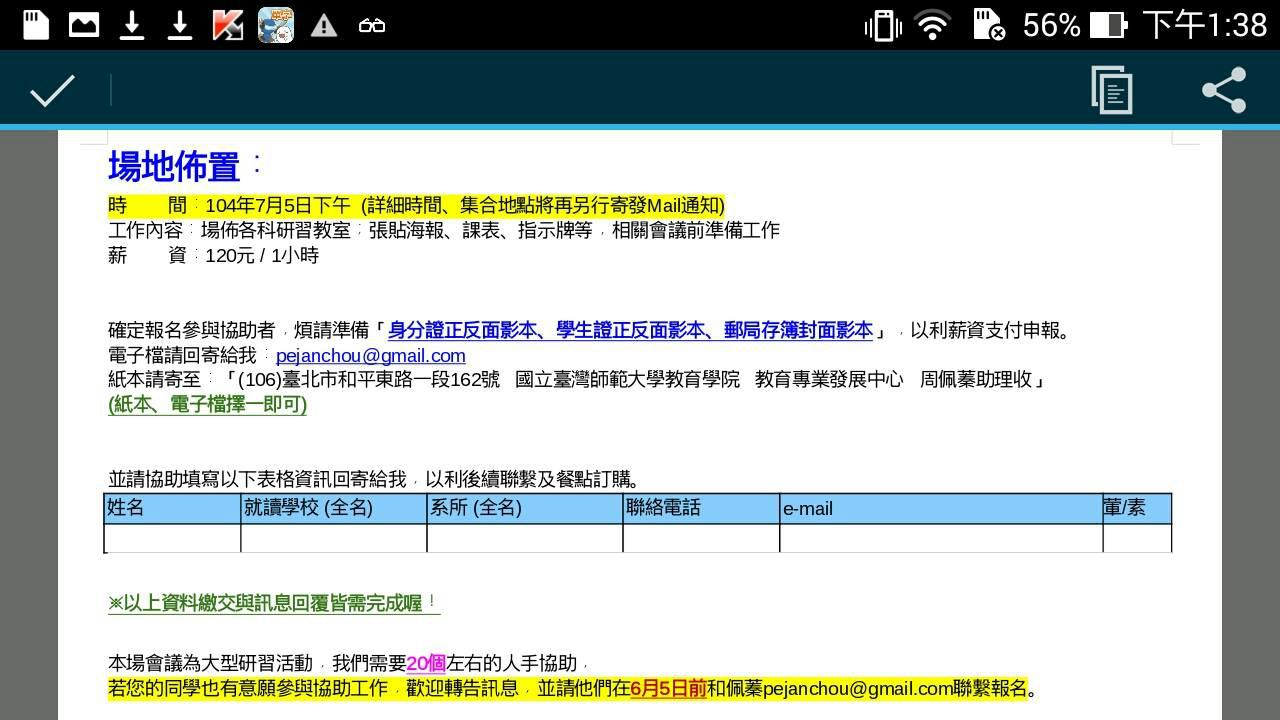 56% 下午1:38
場地佈置：
時　　間：104年7月5日下午 (詳細時間、集合地點將再另行寄發Mail通知)
工作內容：場佈各科研習教室：張貼海報、課表、指示牌等，相關會議前準備工作
薪　　資：120元 / 1小時
確定報名參與協助者，煩請準備「身分證正反面影本、學生證正反面影本、郵局存簿封面影本」，以利薪資支付申報。
電子檔請回寄給我：pejanchou@gmail.com
紙本請寄至：「(106)臺北市和平東路一段162號　國立臺灣師範大學教育學院　教育專業發展中心　周佩蓁助理收」
(紙本、電子檔擇一即可)
並請協助填寫以下表格資訊回寄給我，以利後續聯繫及餐點訂購。
姓名 就讀學校 (全名) 系所 (全名) 聯絡電話 e-mail 葷/素
※以上資料繳交與訊息回覆皆需完成喔！
本場會議為大型研習活動，我們需要20個左右的人手協助，
若您的同學也有意願參與協助工作，歡迎轉告訊息，並請他們在6月5日前和佩蓁pejanchou@gmail.com聯繫報名。